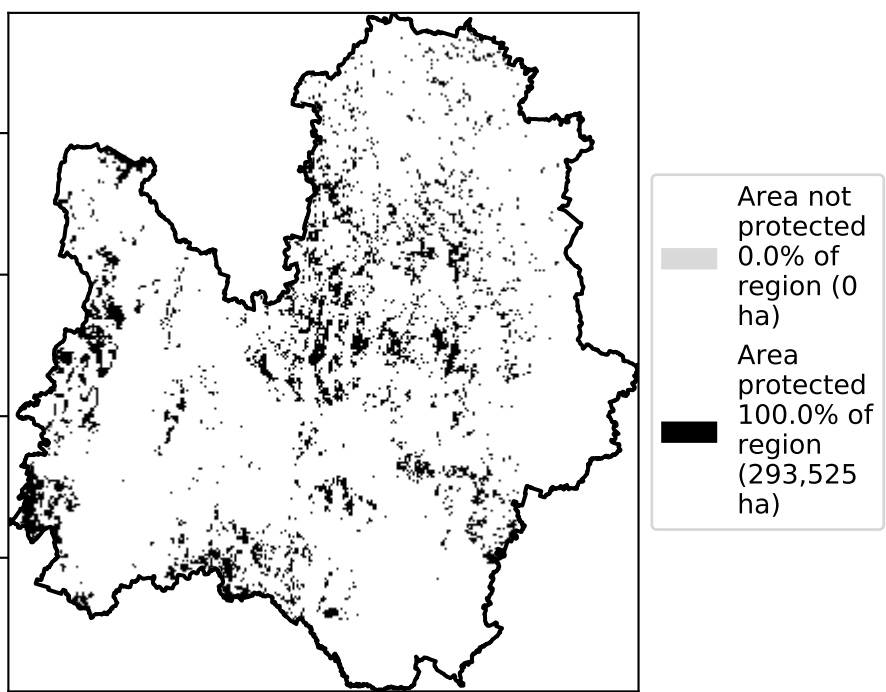 Area not
protected
0.0% of
region (0
ha)
Area
protected
100.0% of
region
(293,525
ha)